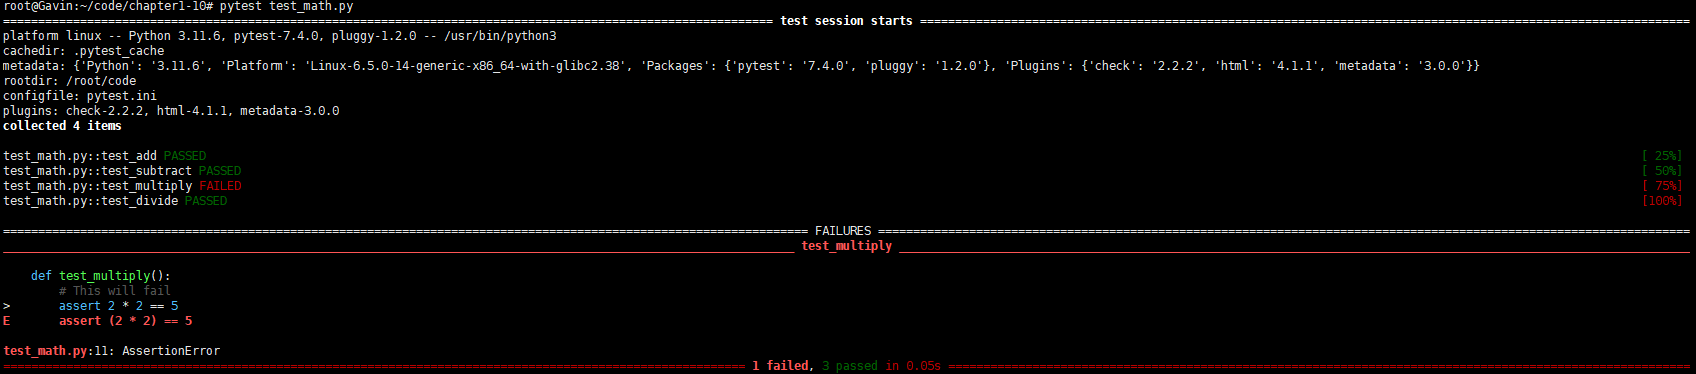 root@Gavin:~/code/chapter1-10# pytest test_math.py
test session starts
platform linux -- Python 3.11.6, pytest-7.4.0, pluggy-1.2.0 -- /usr/bin/python3
cachedir: .pytest_cache
metadata: {'Python': '3.11.6', 'Platform': 'Linux-6.5.0-14-generic-x86_64-with-glibc2.38', 'Packages': {'pytest': '7.4.0', 'pluggy': '1.2.0'}, 'Plugins': {'check': '2.2.2', 'html': '4.1.1', 'metadata': '3.0.0'}}
rootdir: /root/code
configfile: pytest.ini
plugins: check-2.2.2, html-4.1.1, metadata-3.0.0
collected 4 items
test_math.py::test_add PASSED [ 25%]
test_math.py::test_subtract PASSED [ 50%]
test_math.py::test_multiply FAILED [ 75%]
test_math.py::test_divide PASSED [100%]
FAILURES
test_multiply
def test_multiply():
# This will fail
> assert 2 * 2 == 5
E assert (2 * 2) == 5
test_math.py:11: AssertionError
1 failed, 3 passed in 0.05s